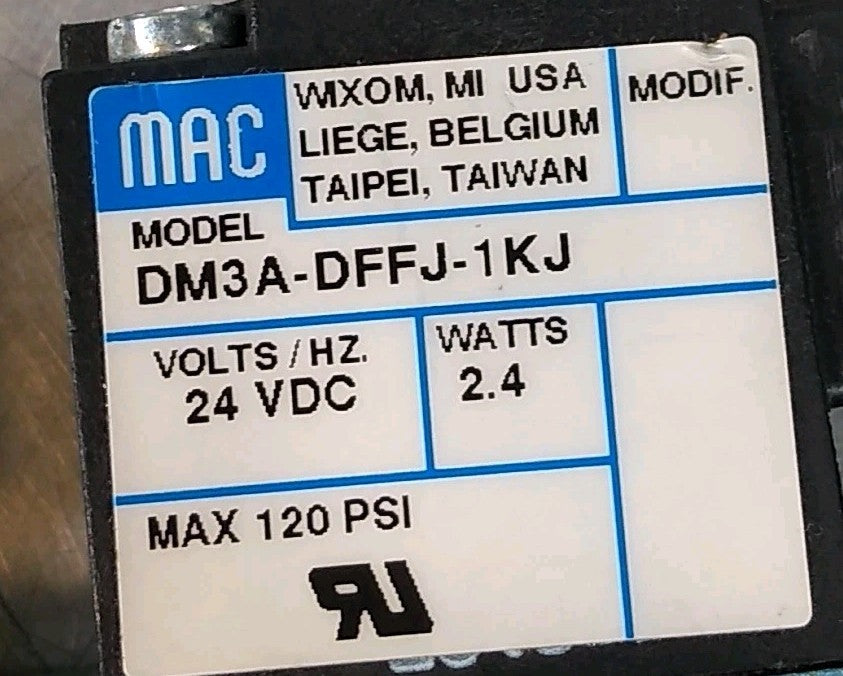 MAC
WIXOM, MI USA
LIEGE, BELGIUM
TAIPEI, TAIWAN
MODIF.
MODEL
DM3A-DFFJ-1KJ
VOLTS / HZ.
24 VDC
WATTS
2.4
MAX 120 PSI